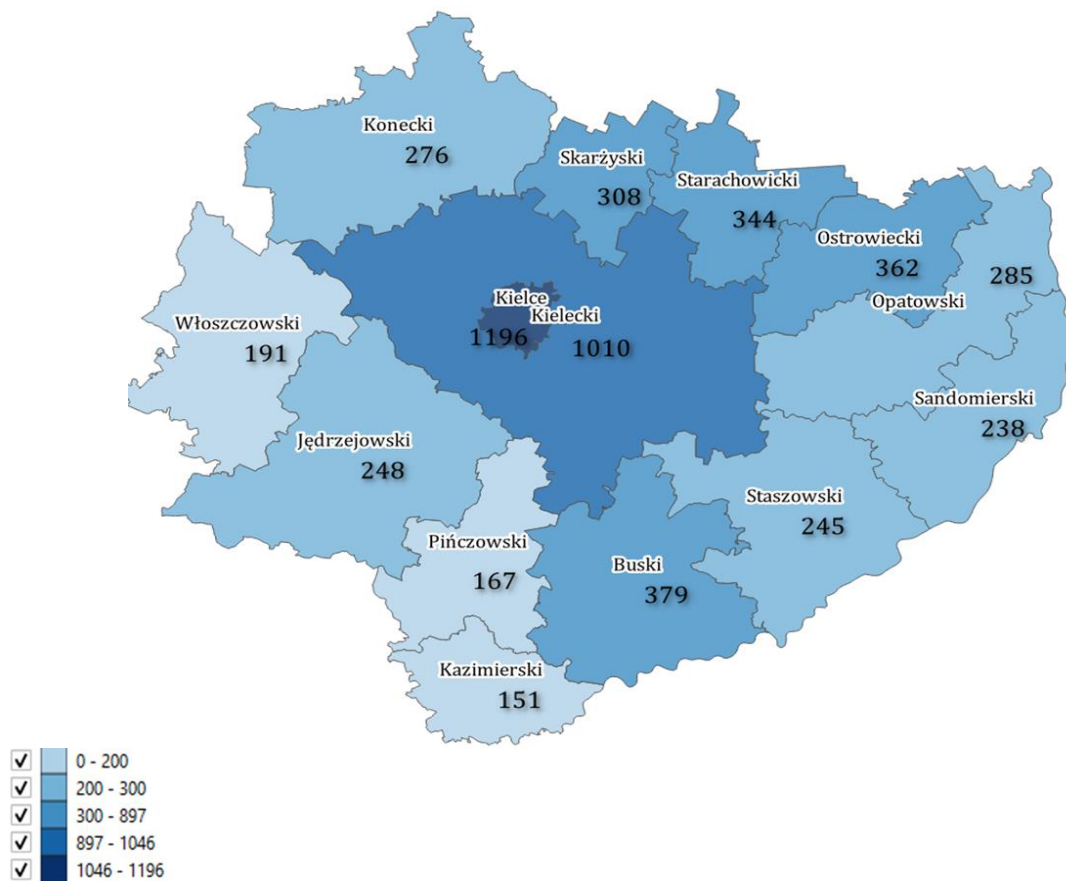 Konecki
276
Skarżyski
308
Starachowicki
344
Ostrowiecki
362
285
Opatowski
Kielce
Kielecki
1196
1010
Włoszczowski
191
Sandomierski
238
Jędrzejowski
248
Staszowski
245
Pińczowski
167
Buski
379
Kazimierski
151
0 - 200
200 - 300
300 - 897
897 - 1046
1046 - 1196